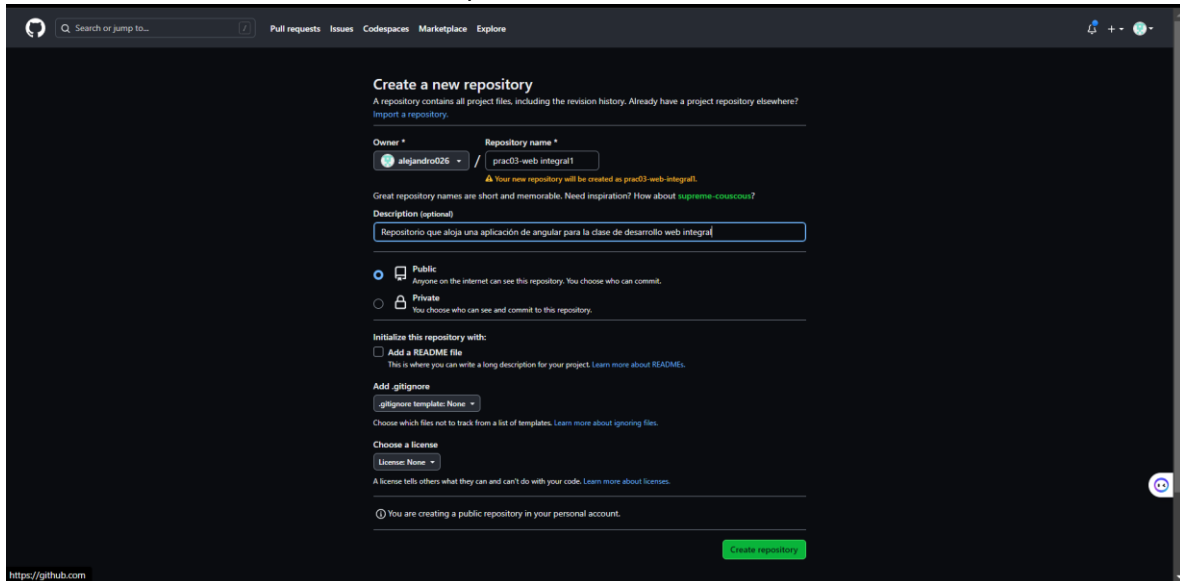 Search or jump to...
/
Pull requests Issues Codespaces Marketplace Explore
Create a new repository
A repository contains all project files, including the revision history. Already have a project repository elsewhere?
Import a repository.
Owner * Repository name *
alejandro026 / prac03-web integral1
Your new repository will be created as prac03-web-integral1.
Great repository names are short and memorable. Need inspiration? How about supreme-couscous?
Description (optional)
Repositorio que aloja una aplicación de angular para la clase de desarrollo web integral
Public
Anyone on the internet can see this repository. You choose who can commit.
Private
You choose who can see and commit to this repository.
Initialize this repository with:
Add a README file
This is where you can write a long description for your project. Learn more about READMEs.
Add .gitignore
.gitignore template: None
Choose which files not to track from a list of templates. Learn more about ignoring files.
Choose a license
License: None
A license tells others what they can and can't do with your code. Learn more about licenses.
You are creating a public repository in your personal account.
Create repository
https://github.com